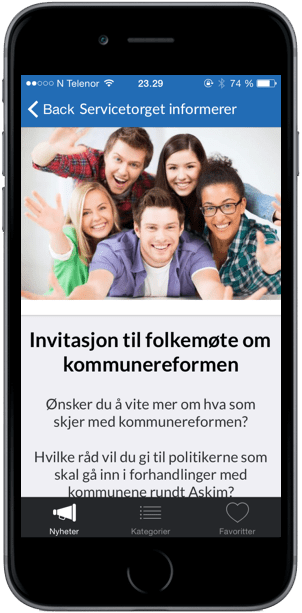 N Telenor 23.29 74 %
Back Servicetorget informerer
Invitasjon til folkemøte om
kommunereformen
Ønsker du å vite mer om hva som
skjer med kommunereformen?
Hvilke råd vil du gi til politikerne som
skal gå inn i forhandlinger med
kommunene rundt Askim?
Nyheter Kategorier Favoritter